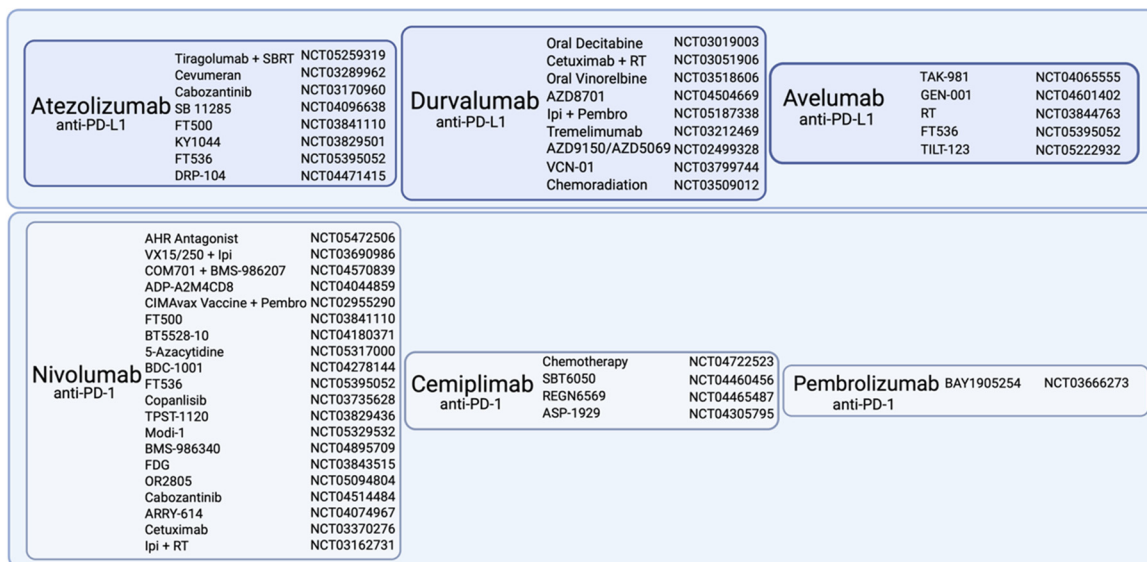 Atezolizumab
anti-PD-L1
Tiragolumab + SBRT NCT05259319
Cevumeran NCT03289962
Cabozantinib NCT03170960
SB 11285 NCT04096638
FT500 NCT03841110
KY1044 NCT03829501
FT536 NCT05395052
DRP-104 NCT04471415
Durvalumab
anti-PD-L1
Oral Decitabine NCT03019003
Cetuximab + RT NCT03051906
Oral Vinorelbine NCT03518606
AZD8701 NCT04504669
Ipi + Pembro NCT05187338
Tremelimumab NCT03212469
AZD9150/AZD5069 NCT02499328
VCN-01 NCT03799744
Chemoradiation NCT03509012
Avelumab
anti-PD-L1
TAK-981 NCT04065555
GEN-001 NCT04601402
RT NCT03844763
FT536 NCT05395052
TILT-123 NCT05222932
Nivolumab
anti-PD-1
AHR Antagonist NCT05472506
VX15/250 + Ipi NCT03690986
COM701 + BMS-986207 NCT04570839
ADP-A2M4CD8 NCT04044859
CIMAvax Vaccine + Pembro NCT02955290
FT500 NCT03841110
BT5528-10 NCT04180371
5-Azacytidine NCT05317000
BDC-1001 NCT04278144
FT536 NCT05395052
Copanlisib NCT03735628
TPST-1120 NCT03829436
Modi-1 NCT05329532
BMS-986340 NCT04895709
FDG NCT03843515
OR2805 NCT05094804
Cabozantinib NCT04514484
ARRY-614 NCT04074967
Cetuximab NCT03370276
Ipi + RT NCT03162731
Cemiplimab
anti-PD-1
Chemotherapy NCT04722523
SBT6050 NCT04460456
REGN6569 NCT04465487
ASP-1929 NCT04305795
Pembrolizumab
anti-PD-1
BAY1905254 NCT03666273